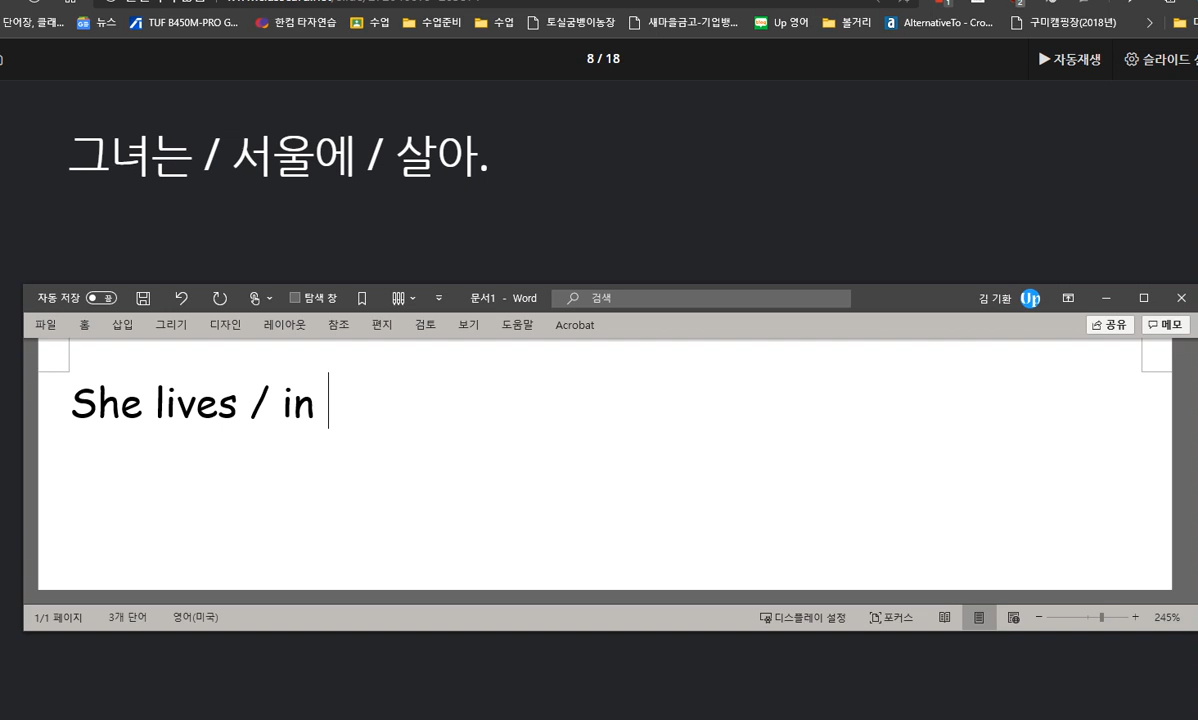 단어장, 클래... 뉴스 TUF B450M-PRO G... 한컴 타자연습 수업 수업준비 수업 토실굼벵이농장 새마을금고-기업뱅... Up 영어 볼거리 AlternativeTo - Cro... 구미캠핑장(2018년)
8 / 18 자동재생 슬라이드
그녀는 / 서울에 / 살아.
자동 저장 끔 탐색 창 문서1 - Word 검색 김 기환 Up
파일 홈 삽입 그리기 디자인 레이아웃 참조 편지 검토 보기 도움말 Acrobat 공유 메모
She lives / in
1/1 페이지 3개 단어 영어(미국) 디스플레이 설정 포커스 245%